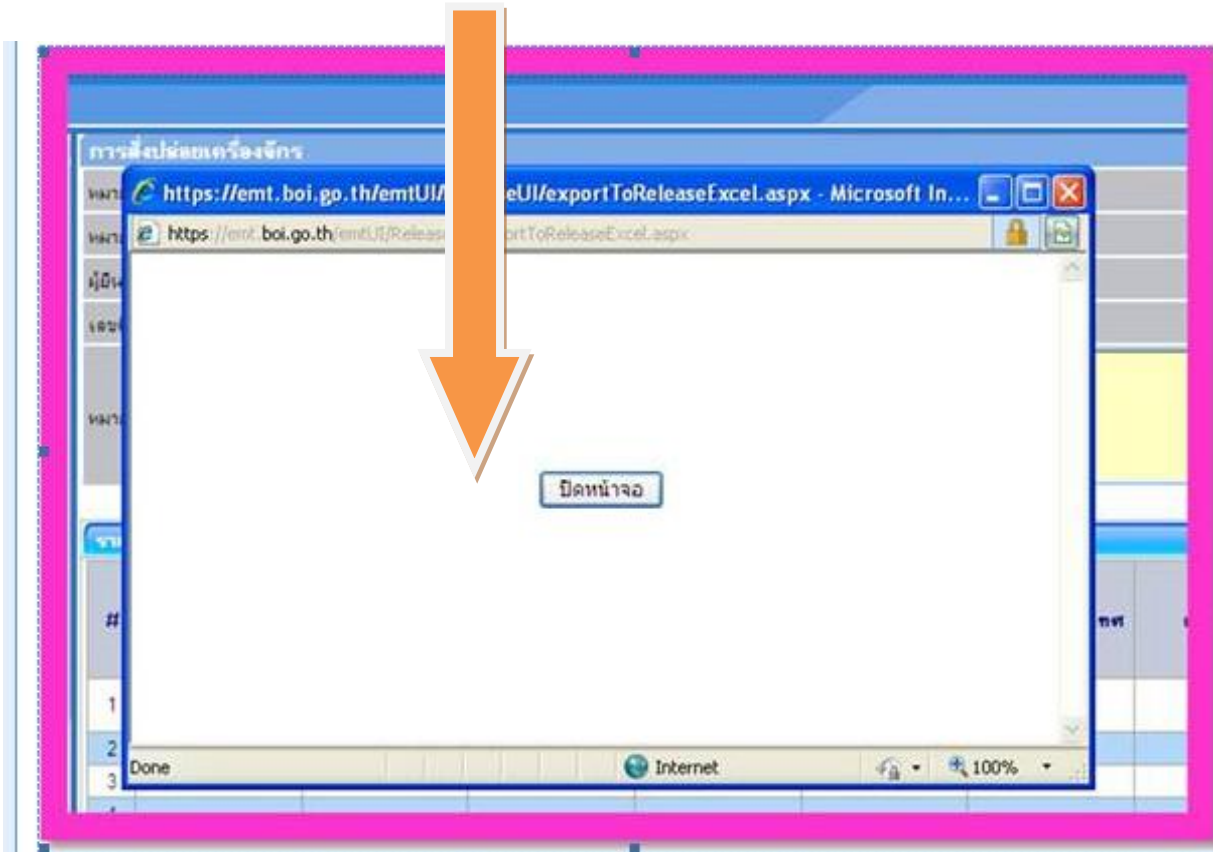 การสั่งปล่อยเครื่องจักร
https://emt.boi.go.th/emtUI/ eUI/exportToReleaseExcel.aspx - Microsoft In...
https://emt.boi.go.th/emtUI/Releas ortToReleaseExcel.aspx
ปิดหน้าจอ
#
1
2
3
Done Internet 100%